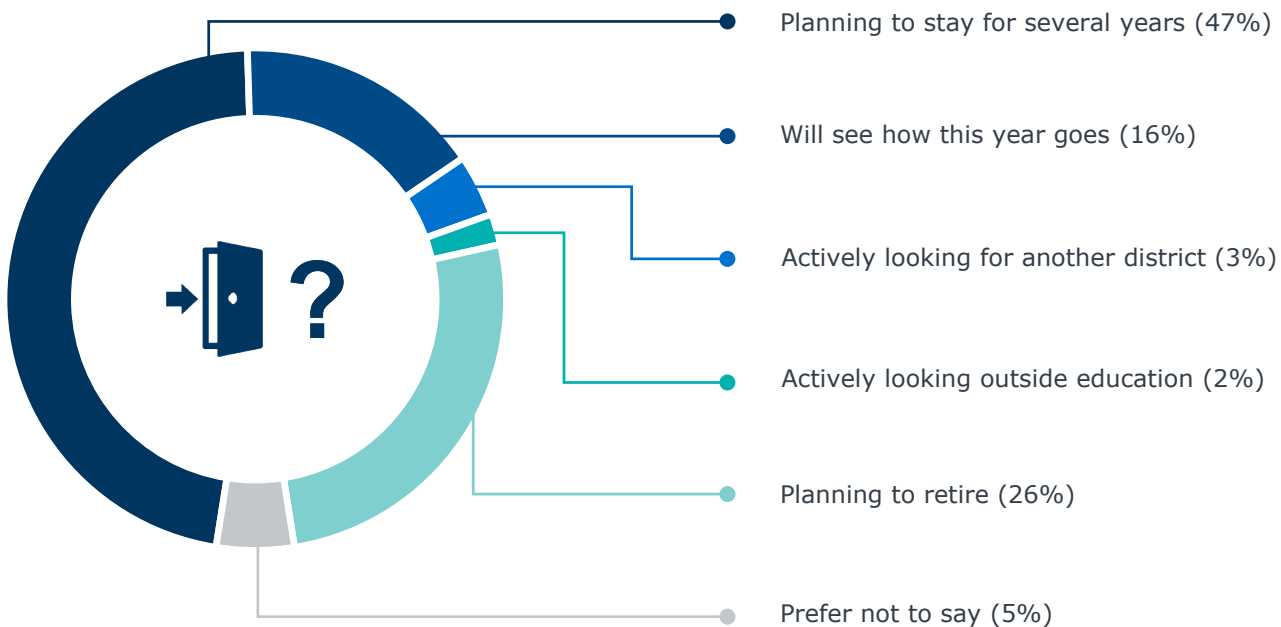 Planning to stay for several years (47%)
Will see how this year goes (16%)
Actively looking for another district (3%)
?
Actively looking outside education (2%)
Planning to retire (26%)
Prefer not to say (5%)